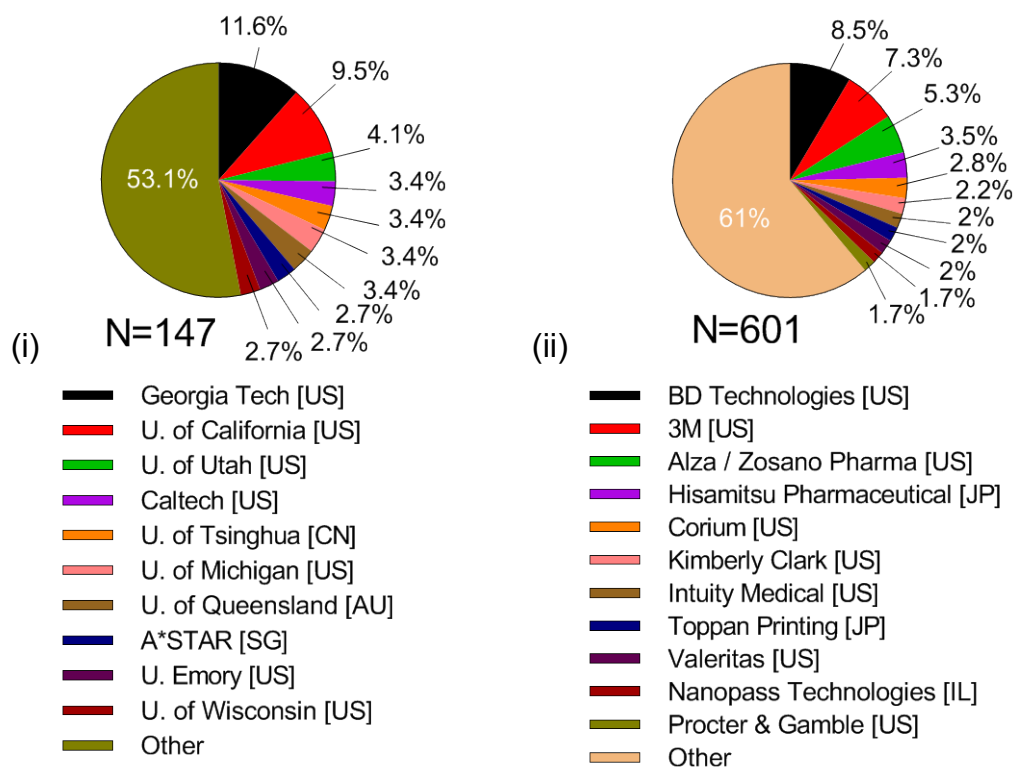 11.6%
9.5%
4.1%
3.4%
3.4%
3.4%
3.4%
2.7%
2.7%
2.7%
53.1%
N=147
(i)
Georgia Tech [US]
U. of California [US]
U. of Utah [US]
Caltech [US]
U. of Tsinghua [CN]
U. of Michigan [US]
U. of Queensland [AU]
A*STAR [SG]
U. Emory [US]
U. of Wisconsin [US]
Other
8.5%
7.3%
5.3%
3.5%
2.8%
2.2%
2%
2%
2%
1.7%
1.7%
61%
N=601
(ii)
BD Technologies [US]
3M [US]
Alza / Zosano Pharma [US]
Hisamitsu Pharmaceutical [JP]
Corium [US]
Kimberly Clark [US]
Intuity Medical [US]
Toppan Printing [JP]
Valeritas [US]
Nanopass Technologies [IL]
Procter & Gamble [US]
Other